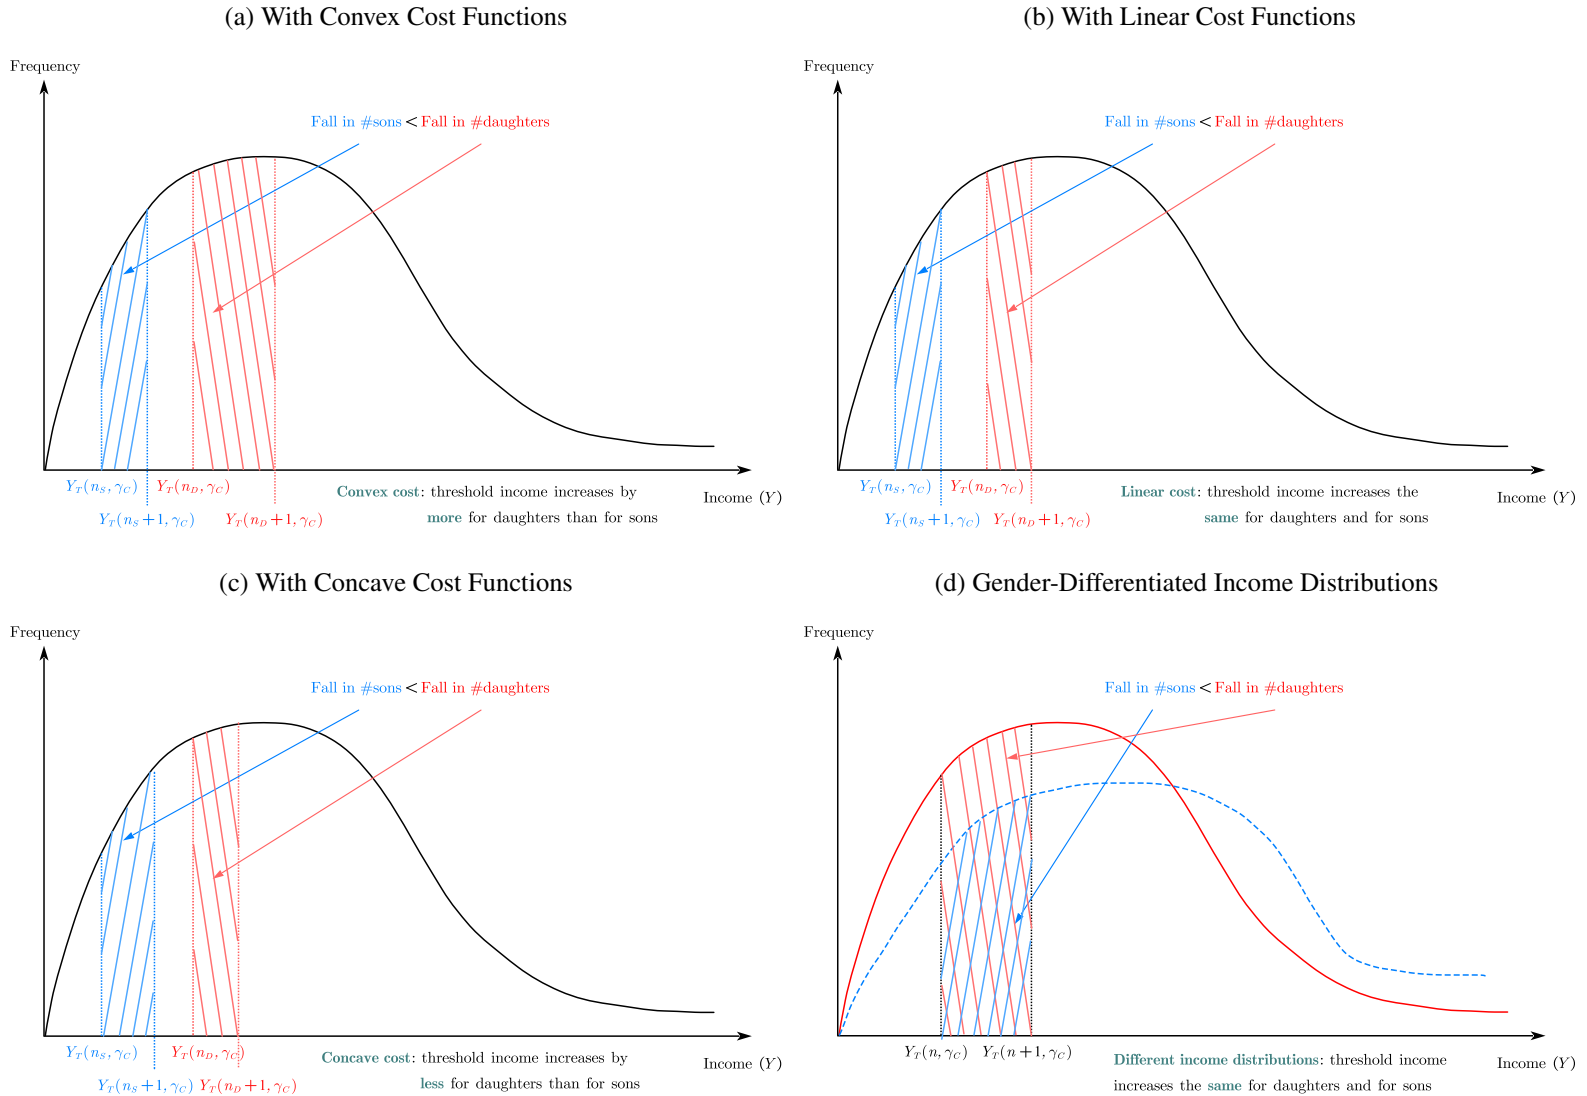 (a) With Convex Cost Functions
Frequency
Fall in #sons < Fall in #daughters
Y_T(n_S, γ_C) Y_T(n_D, γ_C)
Y_T(n_S + 1, γ_C) Y_T(n_D + 1, γ_C)
Convex cost: threshold income increases by
more for daughters than for sons
Income (Y)
(b) With Linear Cost Functions
Frequency
Fall in #sons < Fall in #daughters
Y_T(n_S, γ_C) Y_T(n_D, γ_C)
Y_T(n_S + 1, γ_C) Y_T(n_D + 1, γ_C)
Linear cost: threshold income increases the
same for daughters and for sons
Income (Y)
(c) With Concave Cost Functions
Frequency
Fall in #sons < Fall in #daughters
Y_T(n_S, γ_C) Y_T(n_D, γ_C)
Y_T(n_S + 1, γ_C) Y_T(n_D + 1, γ_C)
Concave cost: threshold income increases by
less for daughters than for sons
Income (Y)
(d) Gender-Differentiated Income Distributions
Frequency
Fall in #sons < Fall in #daughters
Y_T(n, γ_C) Y_T(n + 1, γ_C)
Different income distributions: threshold income
increases the same for daughters and for sons
Income (Y)